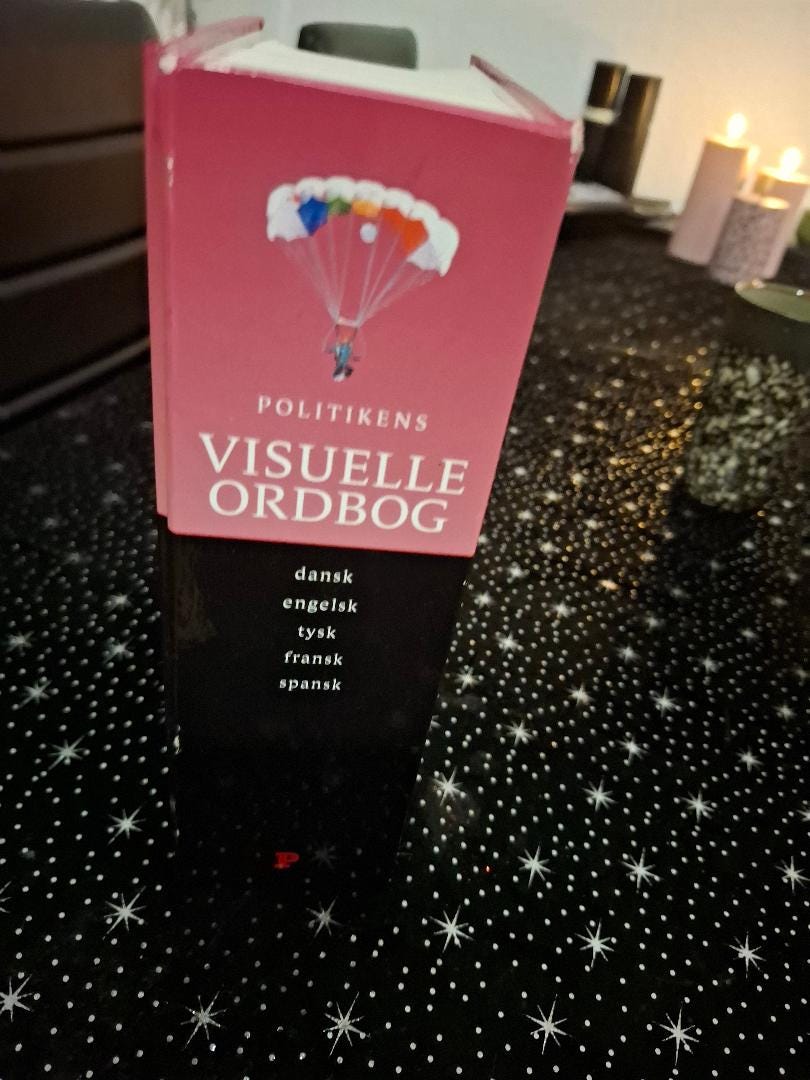 POLITIKENS
VISUELLE
ORDBOG
dansk
engelsk
tysk
fransk
spansk
P